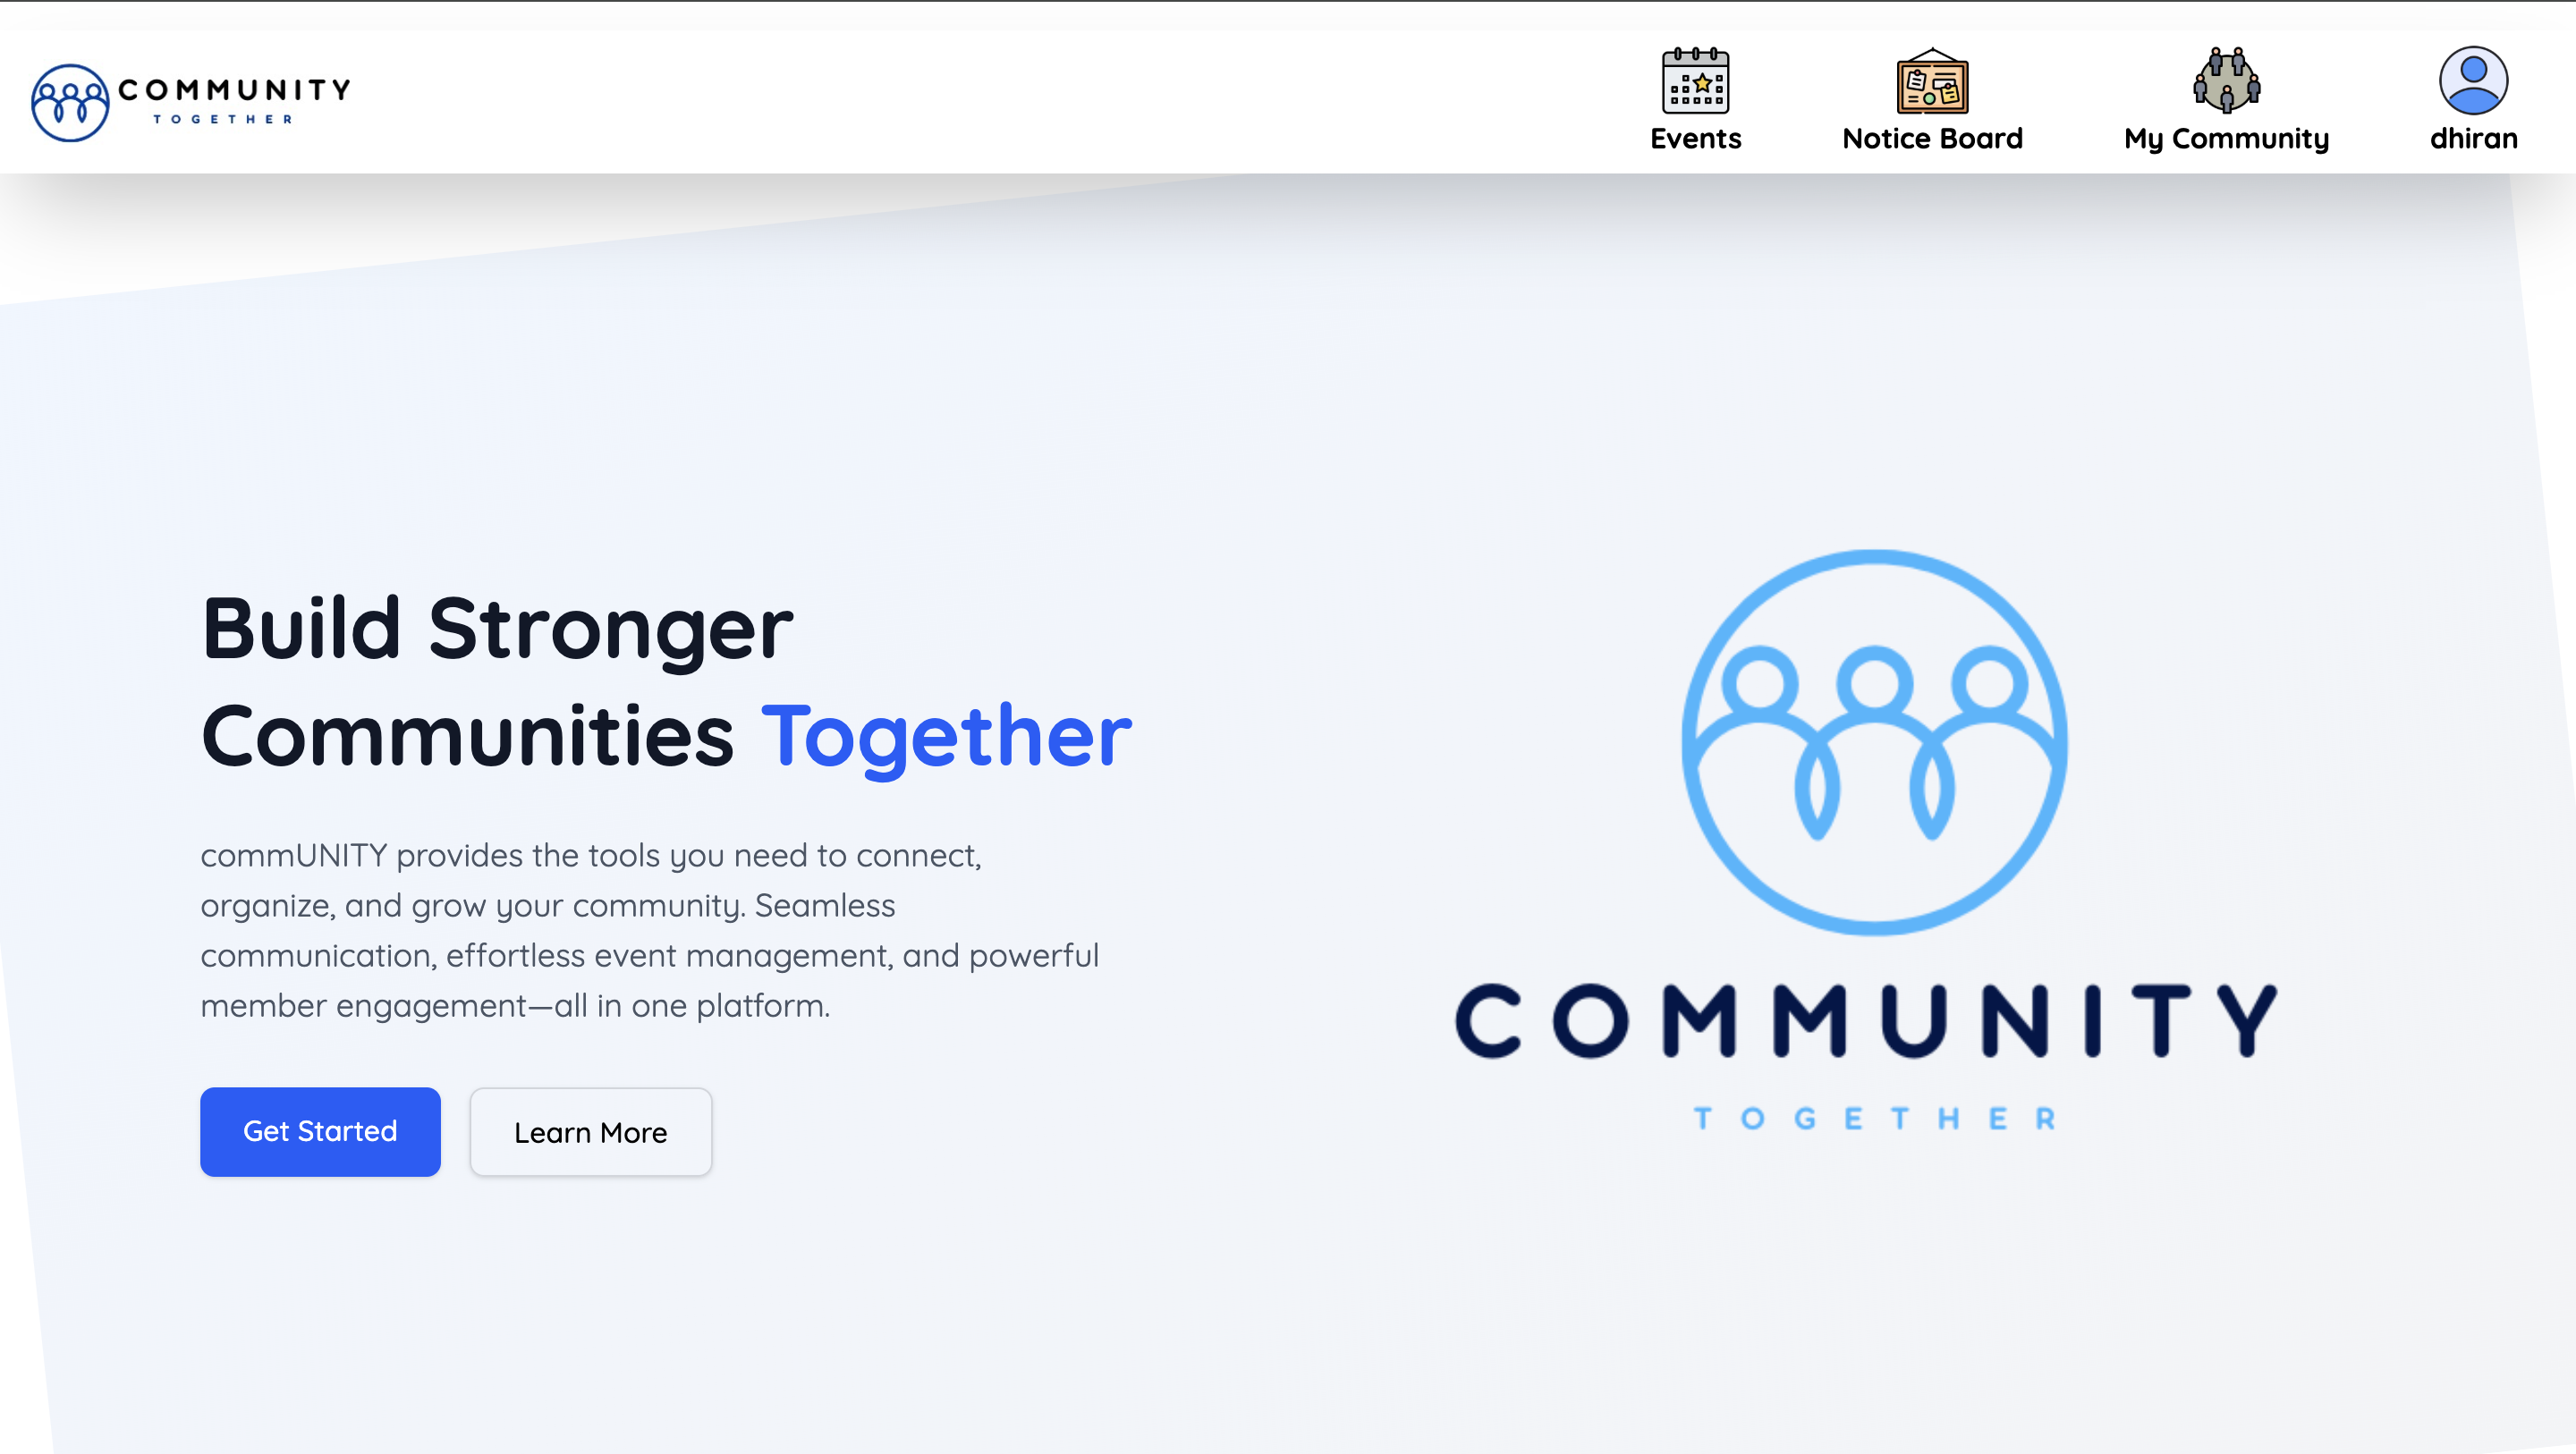 COMMUNITY
TOGETHER
Events
Notice Board
My Community
dhiran
Build Stronger
Communities Together
commUNITY provides the tools you need to connect,
organize, and grow your community. Seamless
communication, effortless event management, and powerful
member engagement—all in one platform.
Get Started
Learn More
COMMUNITY
TOGETHER